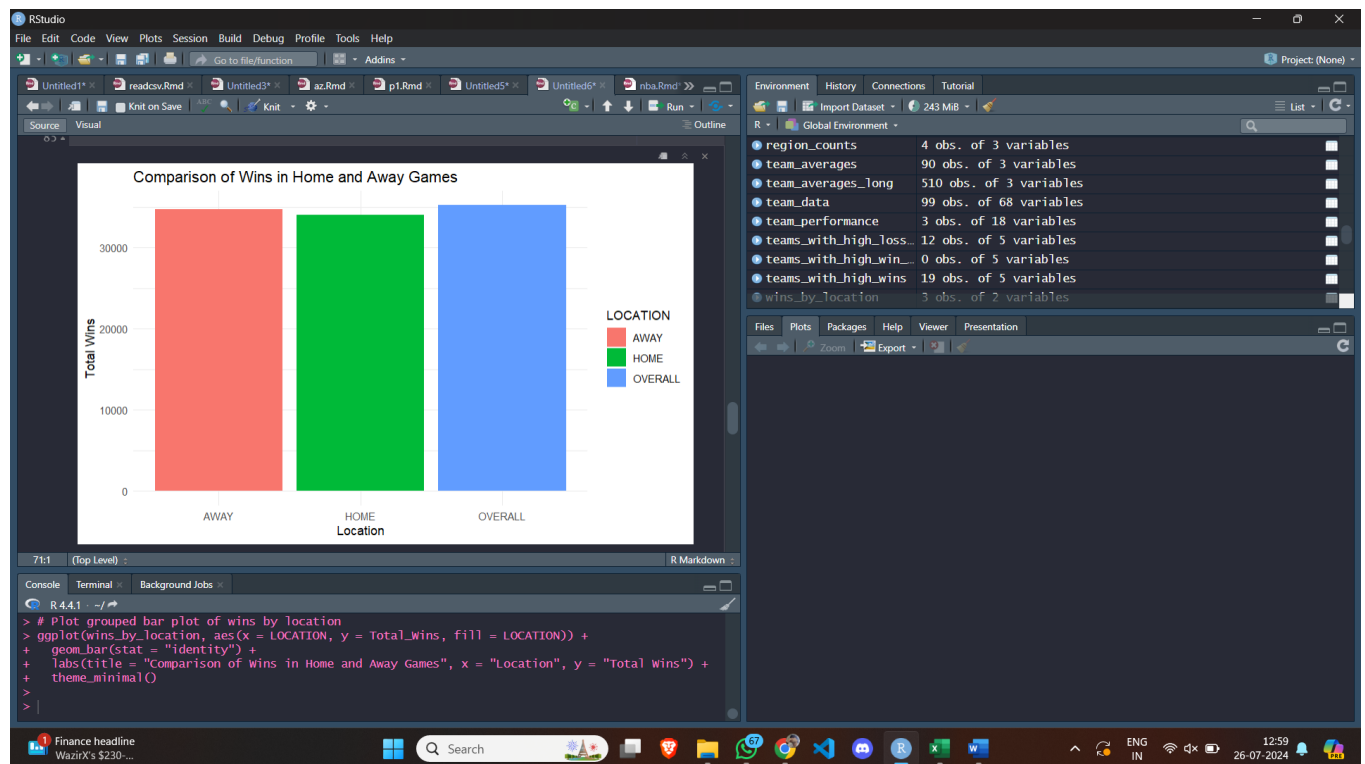 RStudio
File Edit Code View Plots Session Build Debug Profile Tools Help
Go to file/function Addins Project: (None)
Untitled1* readcsv.Rmd Untitled3* az.Rmd p1.Rmd Untitled5* Untitled6* nba.Rmd*
Knit on Save ABC Knit Run
Source Visual Outline
Comparison of Wins in Home and Away Games
30000
20000
10000
0
Total Wins
AWAY HOME OVERALL
Location
LOCATION
AWAY
HOME
OVERALL
71:1 (Top Level) R Markdown
Console Terminal Background Jobs
R 4.4.1 · ~/
> # Plot grouped bar plot of wins by location
> ggplot(wins_by_location, aes(x = LOCATION, y = Total_Wins, fill = LOCATION)) +
+ geom_bar(stat = "identity") +
+ labs(title = "Comparison of Wins in Home and Away Games", x = "Location", y = "Total Wins") +
+ theme_minimal()
>
>
Environment History Connections Tutorial
Import Dataset 243 MiB List
R Global Environment
region_counts 4 obs. of 3 variables
team_averages 90 obs. of 3 variables
team_averages_long 510 obs. of 3 variables
team_data 99 obs. of 68 variables
team_performance 3 obs. of 18 variables
teams_with_high_loss… 12 obs. of 5 variables
teams_with_high_win_… 0 obs. of 5 variables
teams_with_high_wins 19 obs. of 5 variables
wins_by_location 3 obs. of 2 variables
Files Plots Packages Help Viewer Presentation
Zoom Export
1
Finance headline
WazirX's $230-...
Search
67
ENG
IN
12:59
26-07-2024
PRE